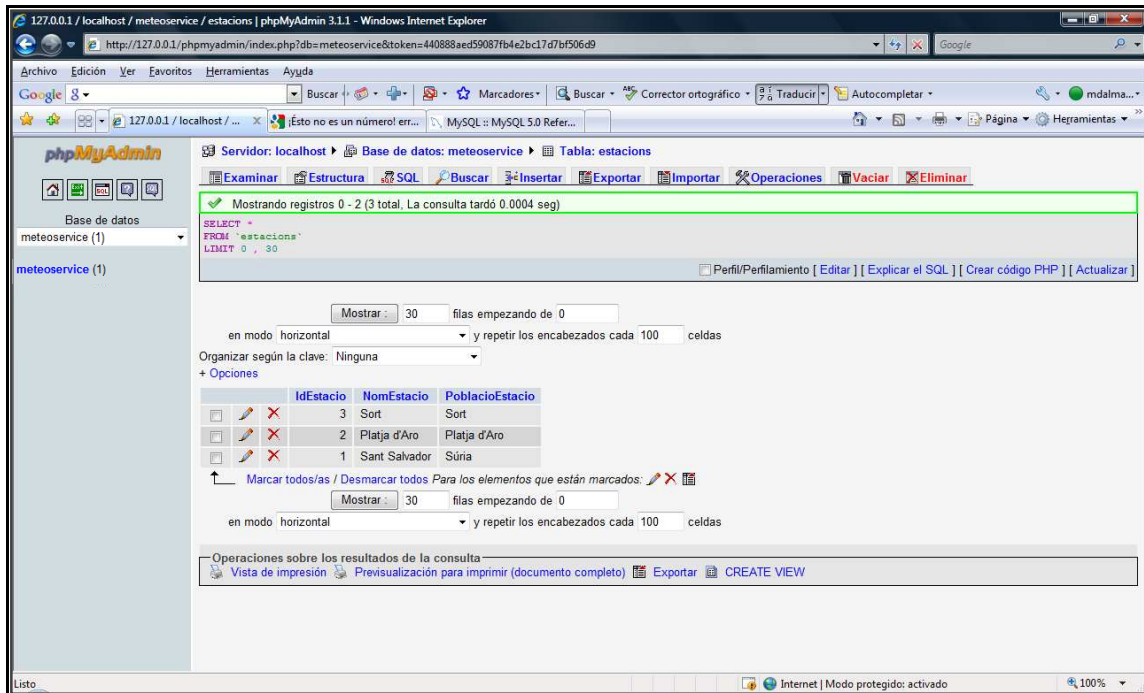 127.0.0.1 / localhost / meteoservice / estacions | phpMyAdmin 3.1.1 - Windows Internet Explorer
http://127.0.0.1/phpmyadmin/index.php?db=meteoservice&token=440888aed59087fb4e2bc17d7bf506d9
Google
Archivo Edición Ver Favoritos Herramientas Ayuda
Google Buscar Marcadores Buscar Corrector ortográfico Traducir Autocompletar mdalma...
127.0.0.1 / localhost / ... ¡Ésto no es un número! err... MySQL :: MySQL 5.0 Refer... Página Herramientas
phpMyAdmin
Base de datos
meteoservice (1)
meteoservice (1)
Servidor: localhost Base de datos: meteoservice Tabla: estacions
Examinar Estructura SQL Buscar Insertar Exportar Importar Operaciones Vaciar Eliminar
Mostrando registros 0 - 2 (3 total, La consulta tardó 0.0004 seg)
SELECT *
FROM `estacions`
LIMIT 0 , 30
Perfil/Perfilamiento [ Editar ] [ Explicar el SQL ] [ Crear código PHP ] [ Actualizar ]
Mostrar : 30 filas empezando de 0
en modo horizontal y repetir los encabezados cada 100 celdas
Organizar según la clave: Ninguna
+ Opciones
IdEstacio NomEstacio PoblacioEstacio
3 Sort Sort
2 Platja d'Aro Platja d'Aro
1 Sant Salvador Súria
Marcar todos/as / Desmarcar todos Para los elementos que están marcados:
Mostrar : 30 filas empezando de 0
en modo horizontal y repetir los encabezados cada 100 celdas
Operaciones sobre los resultados de la consulta
Vista de impresión Previsualización para imprimir (documento completo) Exportar CREATE VIEW
Listo Internet | Modo protegido: activado 100%